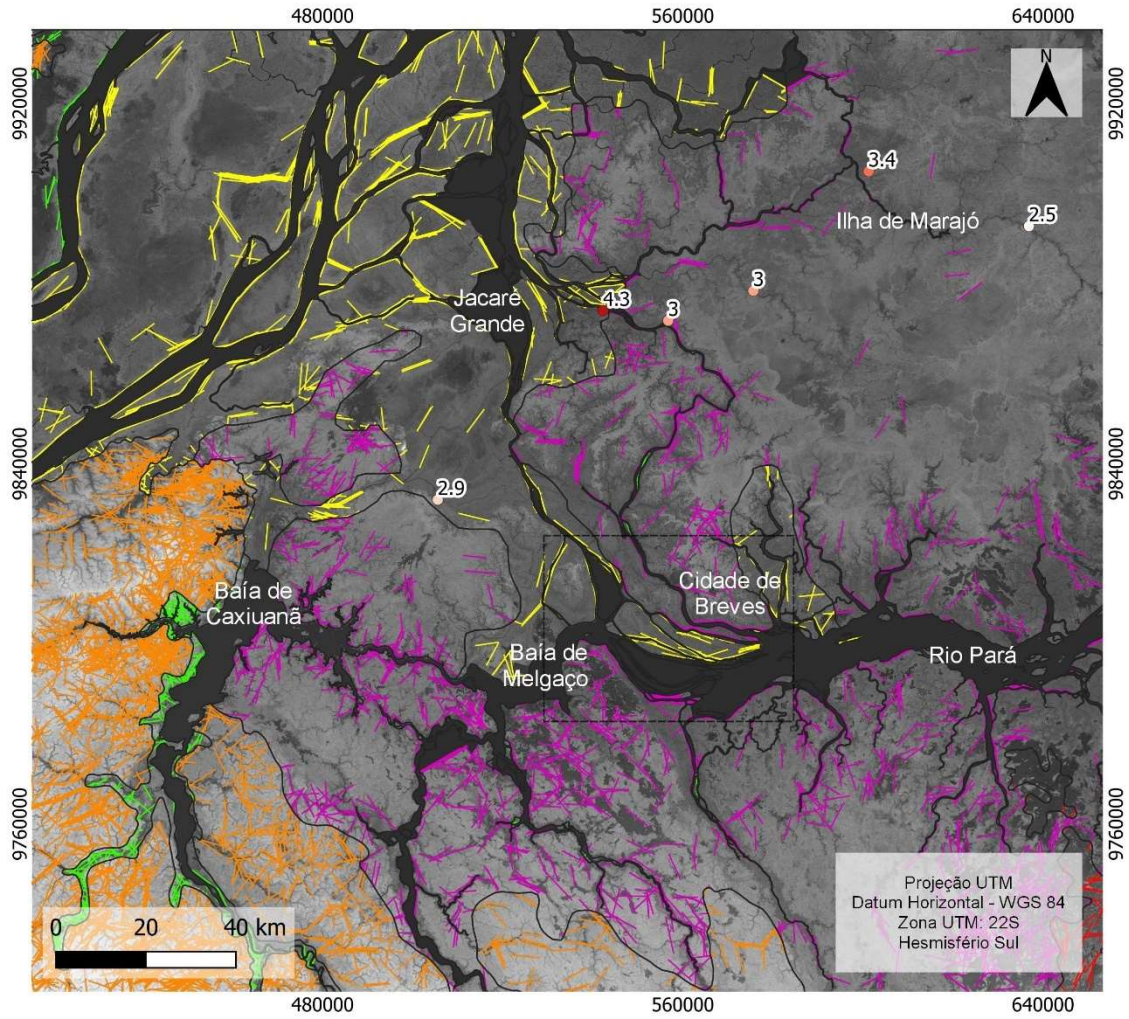 480000
560000
640000
9920000
9920000
N
3.4
Ilha de Marajó
2.5
3
Jacaré
Grande
4.3
3
9840000
9840000
2.9
Cidade de
Breves
Baía de
Caxiuanã
Baía de
Melgaço
Rio Pará
9760000
9760000
Projeção UTM
Datum Horizontal - WGS 84
Zona UTM: 22S
Hesmisfério Sul
0 20 40 km
480000
560000
640000